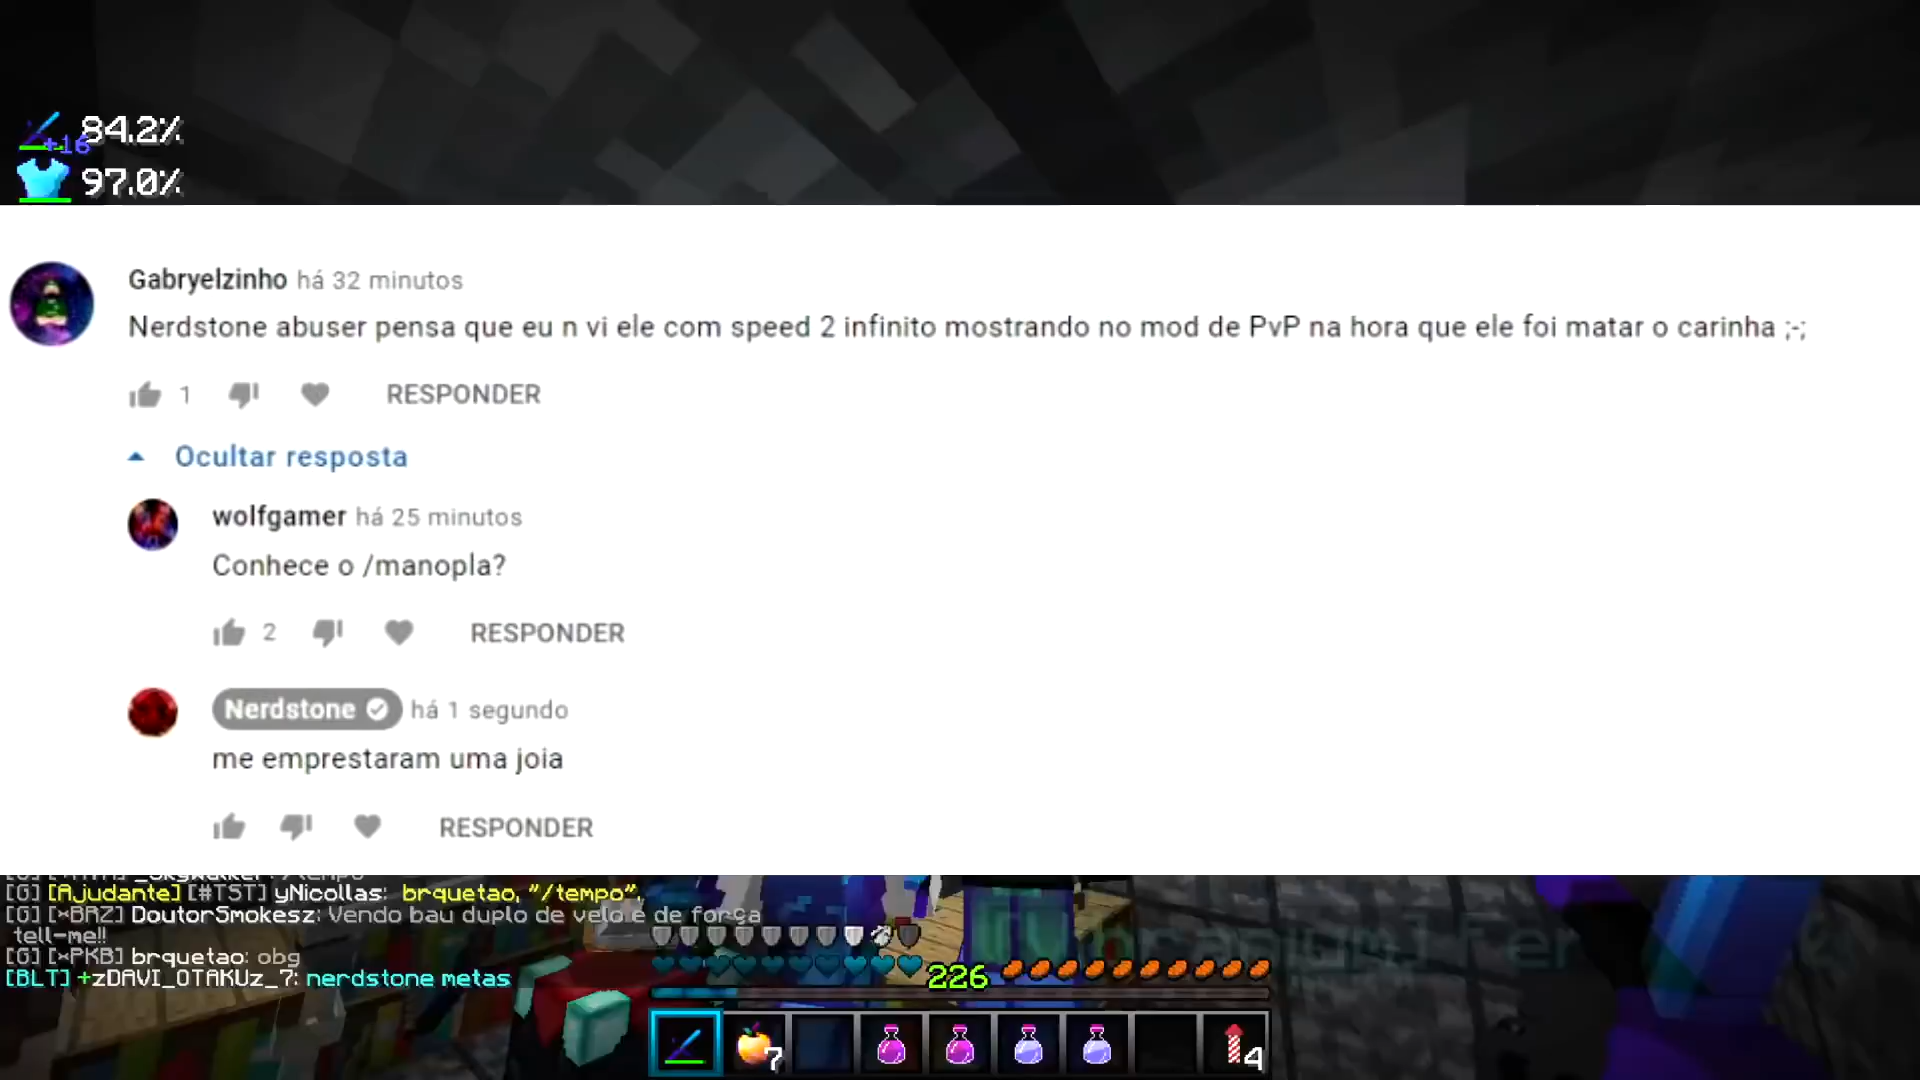 84.2%
+16
97.0%
Gabryelzinho há 32 minutos
Nerdstone abuser pensa que eu n vi ele com speed 2 infinito mostrando no mod de PvP na hora que ele foi matar o carinha ;-;
1 RESPONDER
Ocultar resposta
wolfgamer há 25 minutos
Conhece o /manopla?
2 RESPONDER
Nerdstone há 1 segundo
me emprestaram uma joia
RESPONDER
[G] [Ajudante] [#TST] yNicollas: brquetao, "/tempo",
[G] [×BRZ] DoutorSmokesz: Vendo bau duplo de velo e de força
tell-me!!
[G] [×PKB] brquetao: obg
[BLT] +zDAVI_OTAKUz_7: nerdstone metas
226
7
4